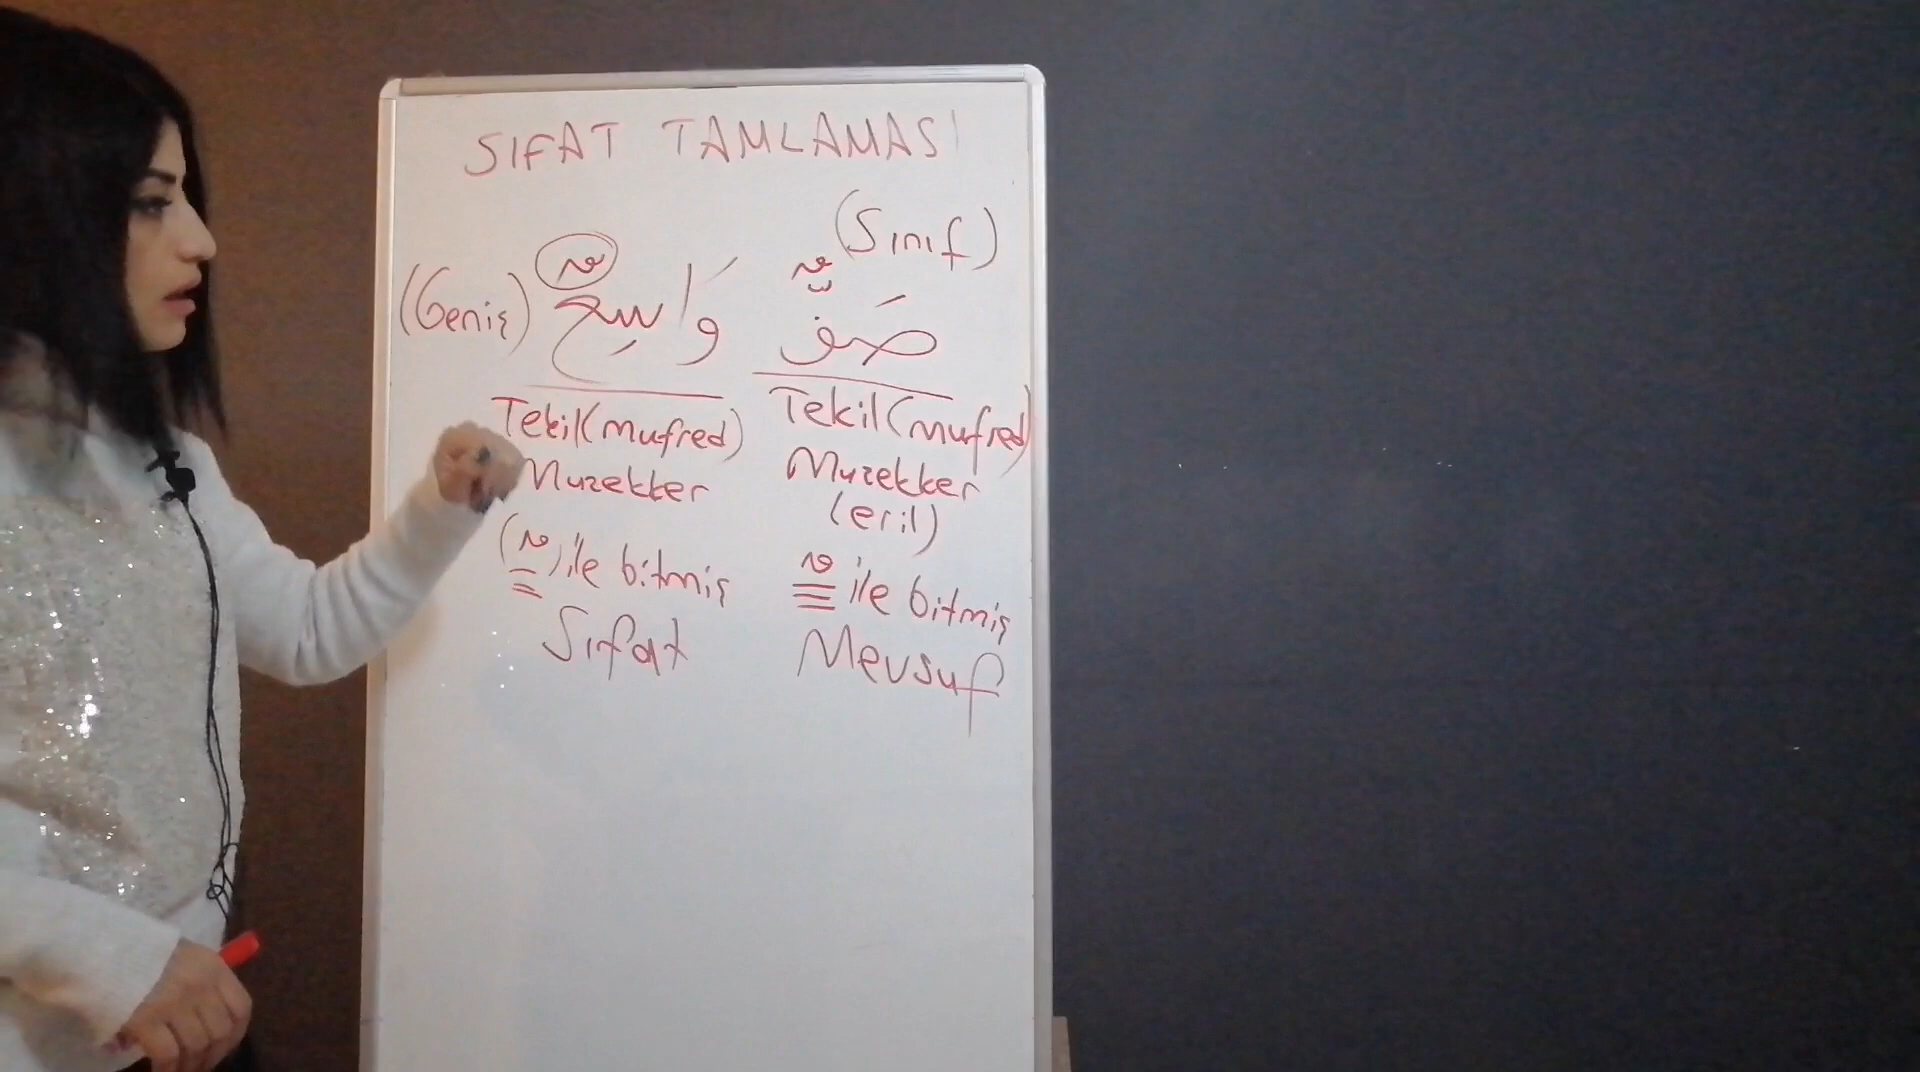 SIFAT TAMLAMASI
(Sınıf)
صَفٌّ
وَاسِعٌ
(Geniş)
Tekil (mufred)
Muzekker
(eril)
ٌ ile bitmiş
Mevsuf
Tekil (mufred)
Muzekker
(ٌ) ile bitmiş
Sıfat